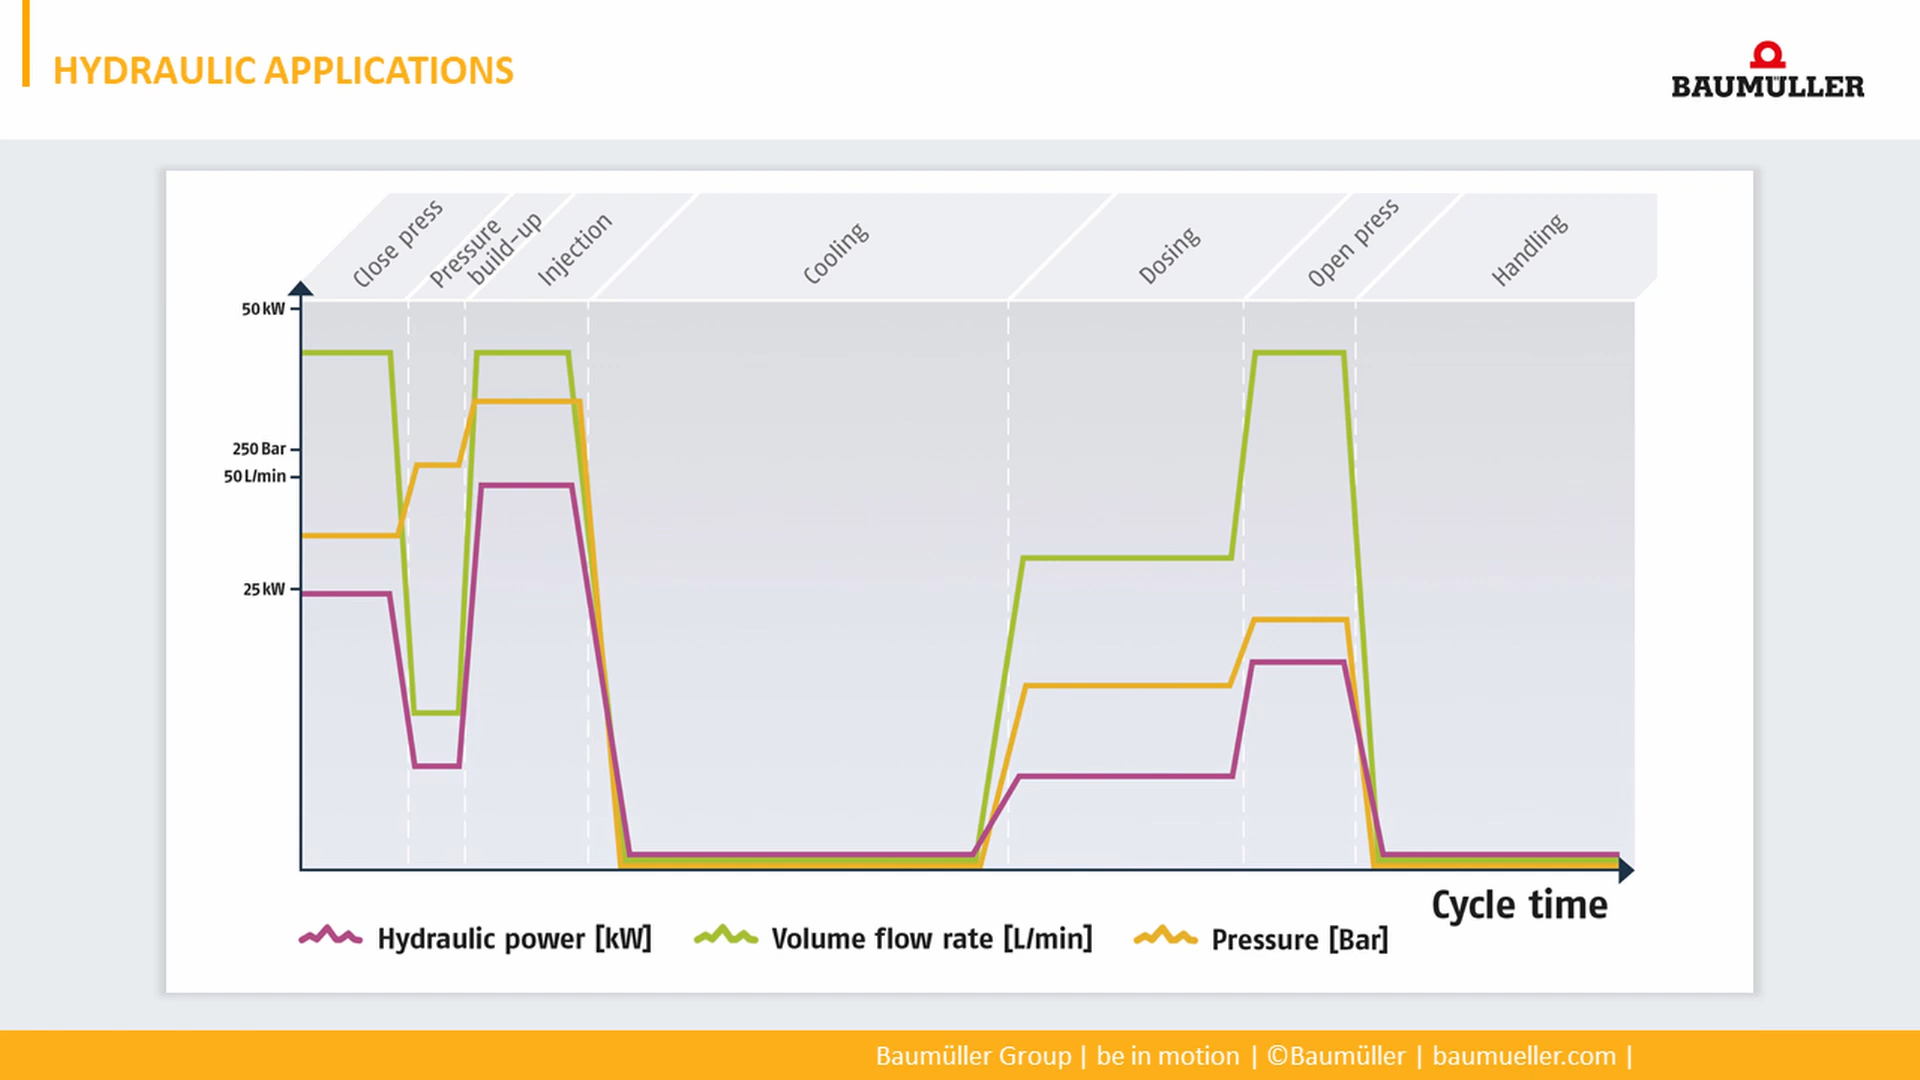 HYDRAULIC APPLICATIONS
BAUMÜLLER
Close press
Pressure
build-up
Injection
Cooling
Dosing
Open press
Handling
50 kW
250 Bar
50 L/min
25 kW
Cycle time
Hydraulic power [kW]
Volume flow rate [L/min]
Pressure [Bar]
Baumüller Group | be in motion | ©Baumüller | baumueller.com |